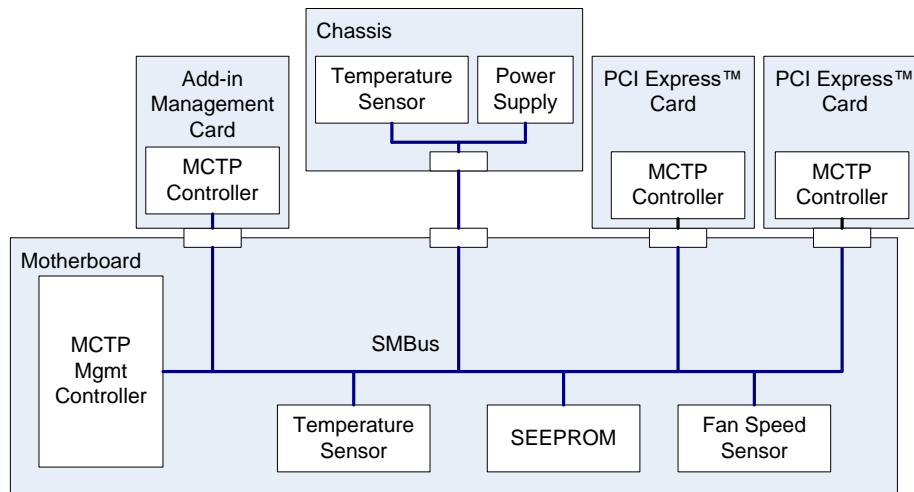 Chassis
Temperature
Sensor
Power
Supply
Add-in
Management
Card
MCTP
Controller
PCI Express™
Card
MCTP
Controller
PCI Express™
Card
MCTP
Controller
Motherboard
MCTP
Mgmt
Controller
SMBus
Temperature
Sensor
SEEPROM
Fan Speed
Sensor